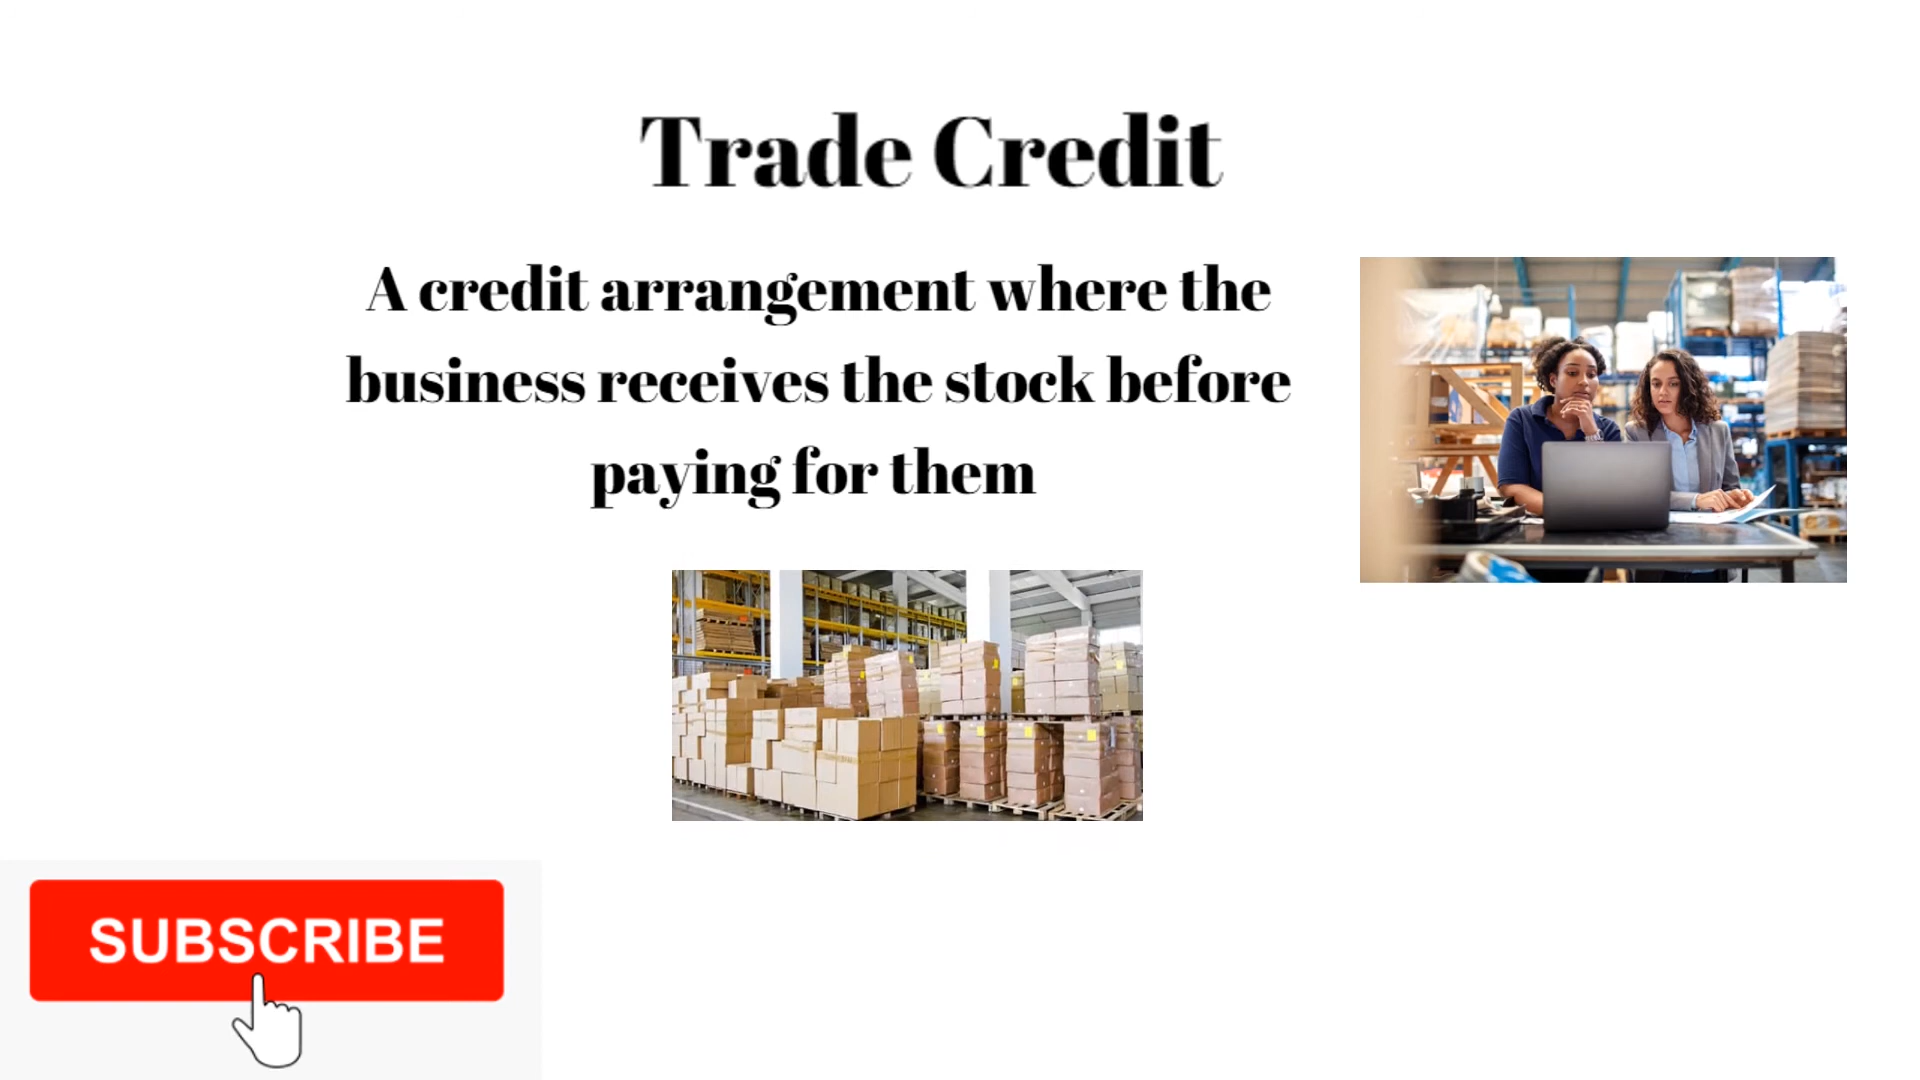 Trade Credit
A credit arrangement where the
business receives the stock before
paying for them
SUBSCRIBE